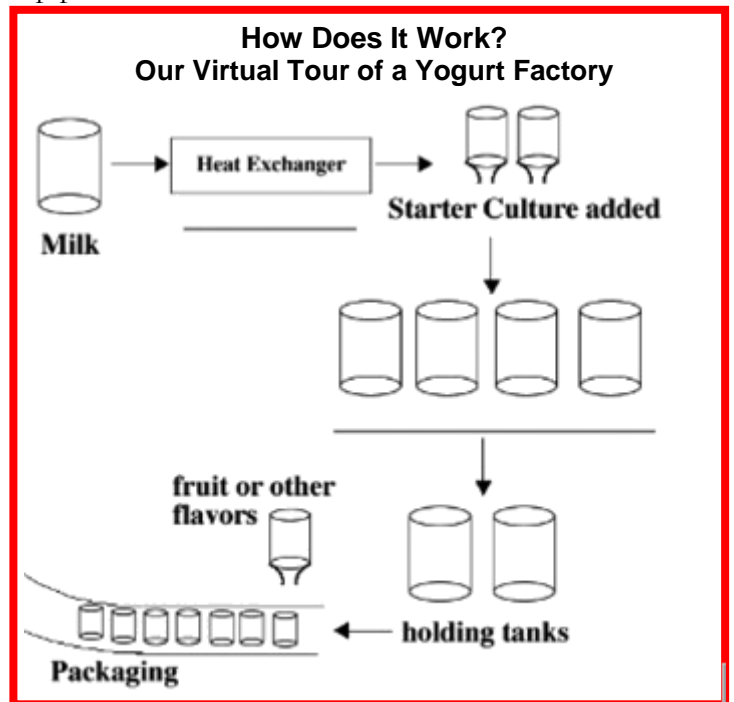 How Does It Work?
Our Virtual Tour of a Yogurt Factory
Heat Exchanger
Milk
Starter Culture added
fruit or other
flavors
holding tanks
Packaging